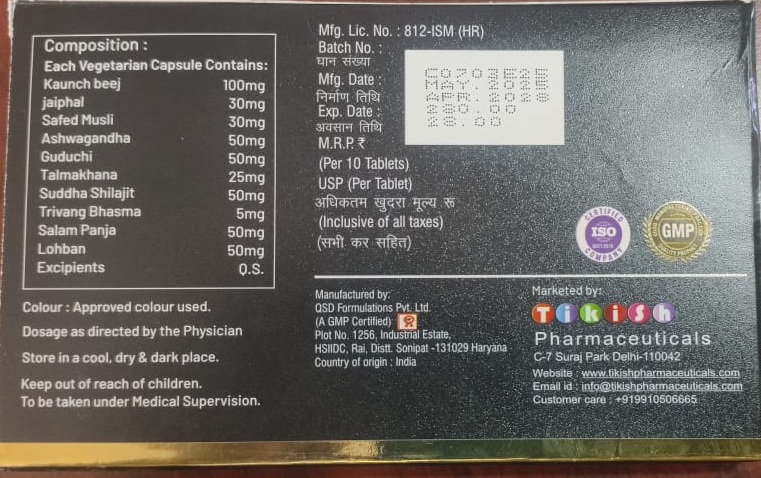 Composition :
Each Vegetarian Capsule Contains:
Kaunch beej 100mg
jaiphal 30mg
Safed Musli 30mg
Ashwagandha 50mg
Guduchi 50mg
Talmakhana 25mg
Suddha Shilajit 50mg
Trivang Bhasma 5mg
Salam Panja 50mg
Lohban 50mg
Excipients Q.S.
Colour : Approved colour used.
Dosage as directed by the Physician
Store in a cool, dry & dark place.
Keep out of reach of children.
To be taken under Medical Supervision.
Mfg. Lic. No. : 812-ISM (HR)
Batch No. :
घान संख्या
Mfg. Date :
निर्माण तिथि
Exp. Date :
अवसान तिथि
M.R.P. ₹
(Per 10 Tablets)
USP (Per Tablet)
अधिकतम खुदरा मूल्य रू
(Inclusive of all taxes)
(सभी कर सहित)
C0703E25
MAY.2025
APR.2028
280.00
28.00
CERTIFIED
ISO
COMPANY
GMP
Manufactured by:
QSD Formulations Pvt. Ltd.
(A GMP Certified)
Plot No. 1256, Industrial Estate,
HSIIDC, Rai, Distt. Sonipat -131029 Haryana
Country of origin : India
Marketed by:
TikiSh
Pharmaceuticals
C-7 Suraj Park Delhi-110042
Website : www.tikishpharmaceuticals.com
Email id : info@tikishpharmaceuticals.com
Customer care : +919910506665